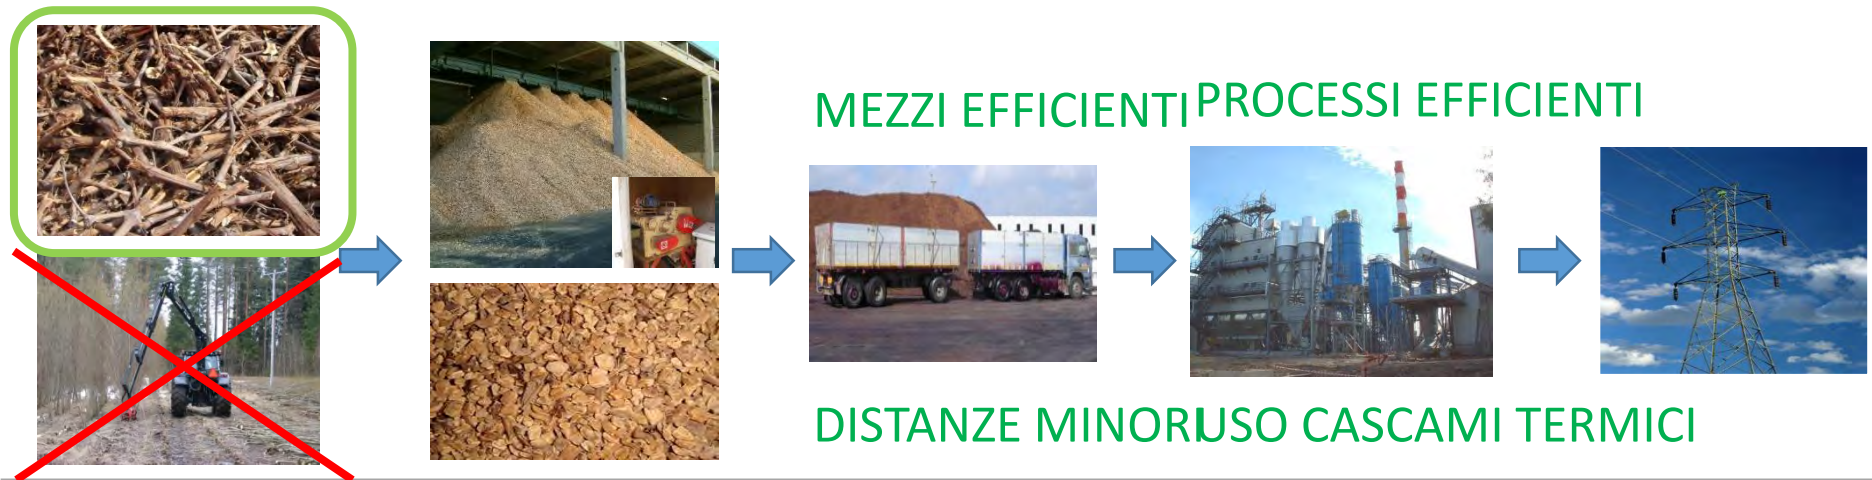 MEZZI EFFICIENTI
PROCESSI EFFICIENTI
DISTANZE MINORI
USO CASCAMI TERMICI